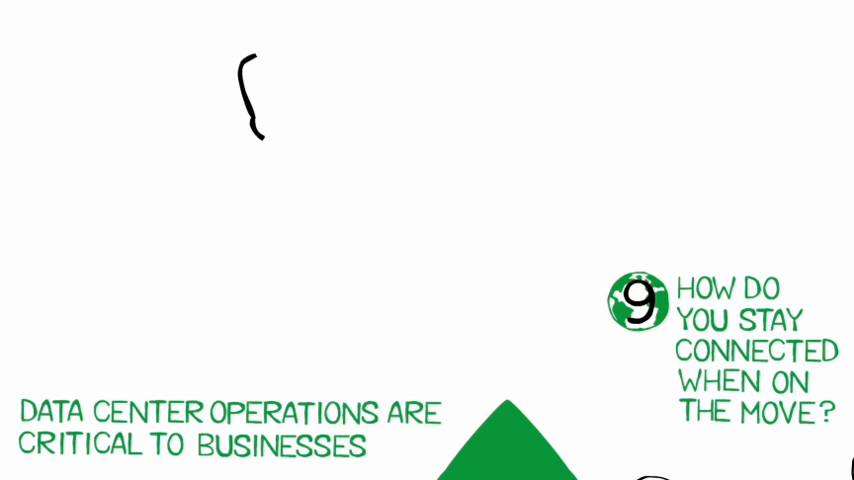 9
HOW DO
YOU STAY
CONNECTED
WHEN ON
THE MOVE?
DATA CENTER OPERATIONS ARE
CRITICAL TO BUSINESSES